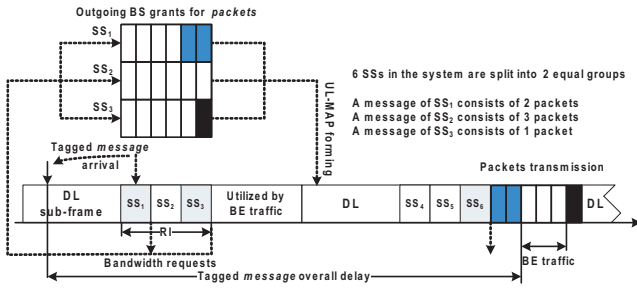 Outgoing BS grants for packets
SS1
SS2
SS3
UL-MAP forming
6 SSs in the system are split into 2 equal groups
A message of SS1 consists of 2 packets
A message of SS2 consists of 3 packets
A message of SS3 consists of 1 packet
Tagged message
arrival
Packets transmission
DL
sub-frame
SS1
SS2
SS3
Utilized by
BE traffic
DL
SS4
SS5
SS6
DL
RI
Bandwidth requests
BE traffic
Tagged message overall delay